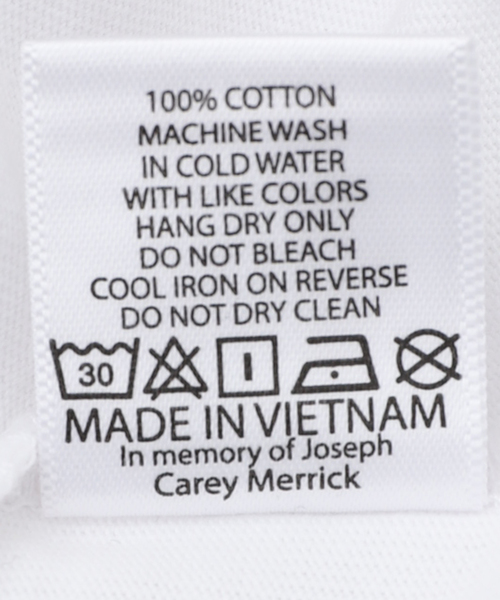 100% COTTON
MACHINE WASH
IN COLD WATER
WITH LIKE COLORS
HANG DRY ONLY
DO NOT BLEACH
COOL IRON ON REVERSE
DO NOT DRY CLEAN
30
MADE IN VIETNAM
In memory of Joseph
Carey Merrick